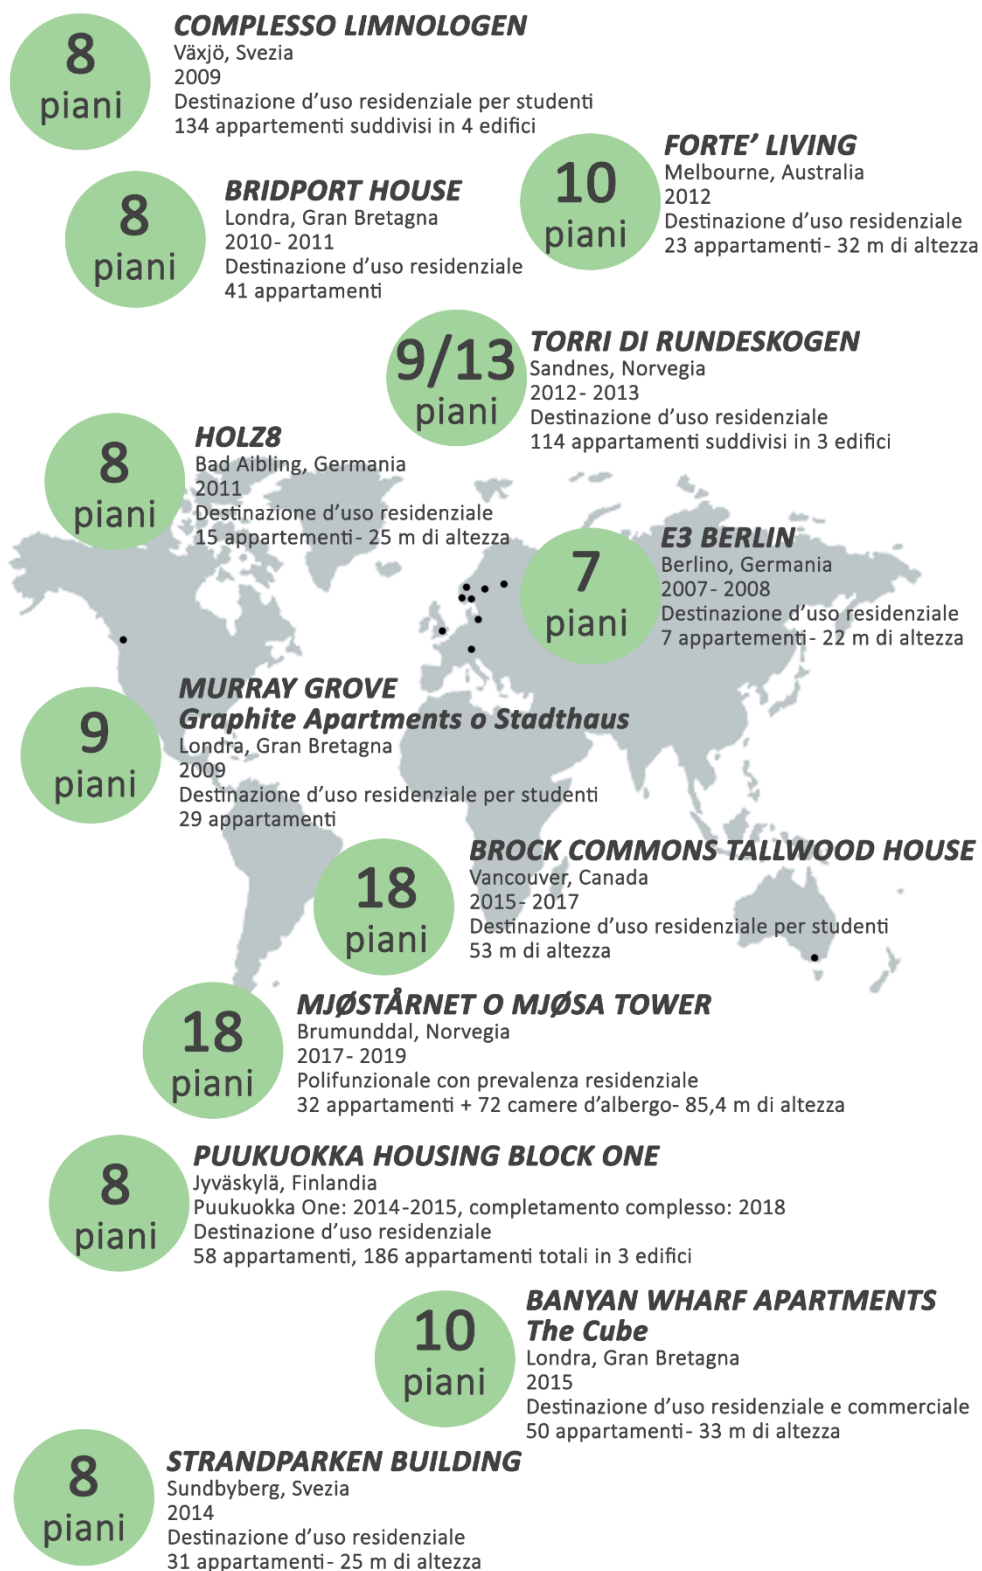 8
piani
COMPLESSO LIMNOLOGEN
Växjö, Svezia
2009
Destinazione d'uso residenziale per studenti
134 appartementi suddivisi in 4 edifici
10
piani
FORTE' LIVING
Melbourne, Australia
2012
Destinazione d'uso residenziale
23 appartamenti- 32 m di altezza
8
piani
BRIDPORT HOUSE
Londra, Gran Bretagna
2010- 2011
Destinazione d'uso residenziale
41 appartamenti
9/13
piani
TORRI DI RUNDESKOGEN
Sandnes, Norvegia
2012- 2013
Destinazione d'uso residenziale
114 appartamenti suddivisi in 3 edifici
8
piani
HOLZ8
Bad Aibling, Germania
2011
Destinazione d'uso residenziale
15 appartementi- 25 m di altezza
7
piani
E3 BERLIN
Berlino, Germania
2007- 2008
Destinazione d'uso residenziale
7 appartementi- 22 m di altezza
9
piani
MURRAY GROVE
Graphite Apartments o Stadthaus
Londra, Gran Bretagna
2009
Destinazione d'uso residenziale per studenti
29 appartamenti
18
piani
BROCK COMMONS TALLWOOD HOUSE
Vancouver, Canada
2015- 2017
Destinazione d'uso residenziale per studenti
53 m di altezza
18
piani
MJØSTÅRNET O MJØSA TOWER
Brumunddal, Norvegia
2017- 2019
Polifunzionale con prevalenza residenziale
32 appartamenti + 72 camere d'albergo- 85,4 m di altezza
8
piani
PUUKUOKKA HOUSING BLOCK ONE
Jyväskylä, Finlandia
Puukuokka One: 2014-2015, completamento complesso: 2018
Destinazione d'uso residenziale
58 appartamenti, 186 appartamenti totali in 3 edifici
10
piani
BANYAN WHARF APARTMENTS
The Cube
Londra, Gran Bretagna
2015
Destinazione d'uso residenziale e commerciale
50 appartamenti- 33 m di altezza
8
piani
STRANDPARKEN BUILDING
Sundbyberg, Svezia
2014
Destinazione d'uso residenziale
31 appartamenti- 25 m di altezza